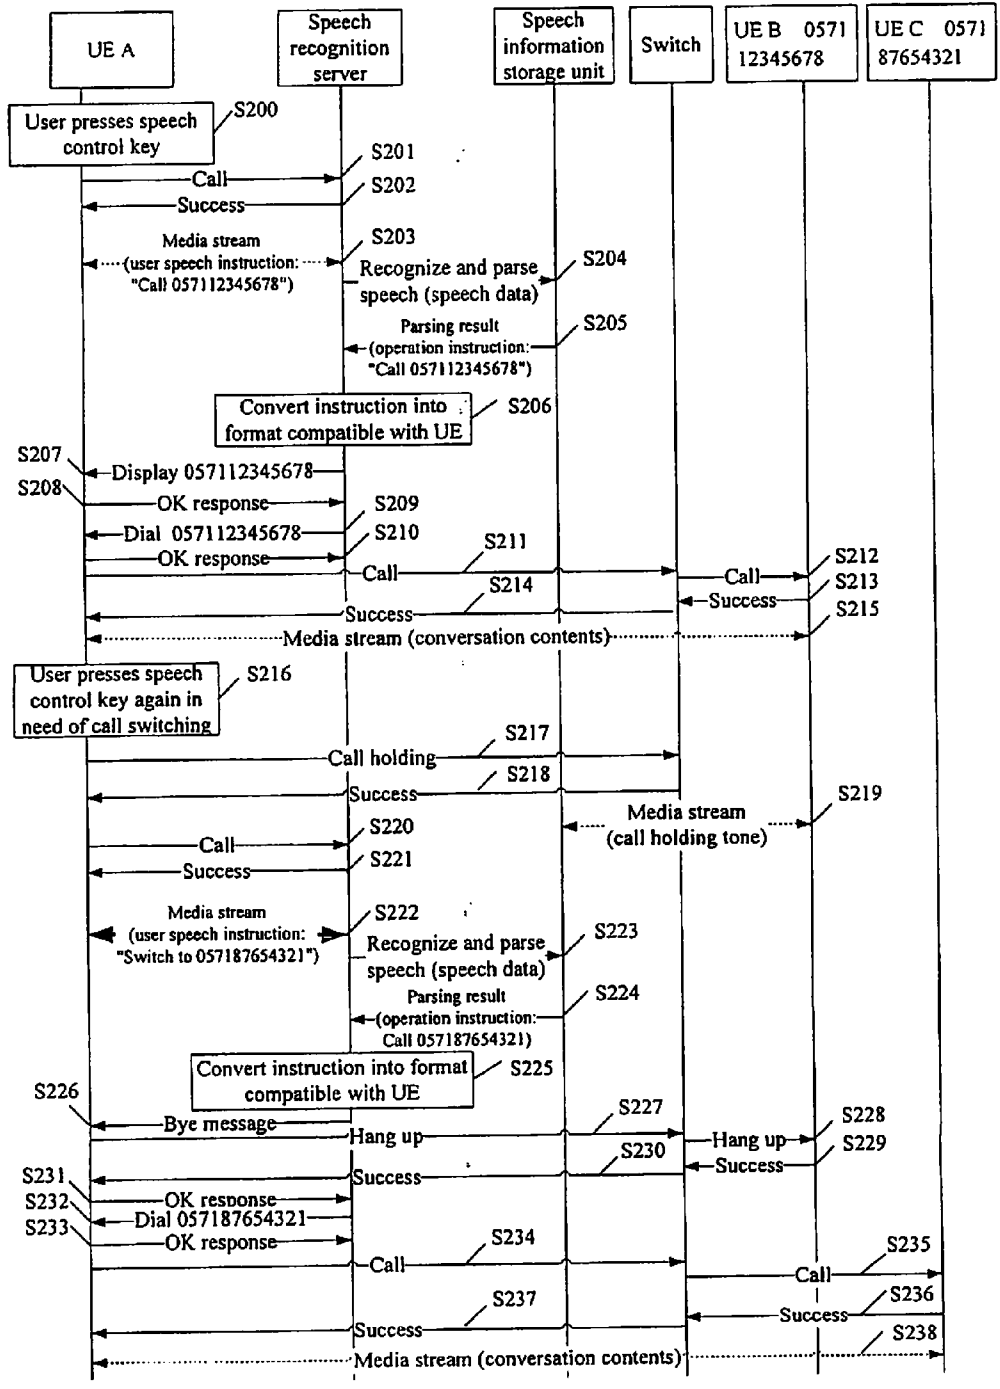 UE A
Speech
recognition
server
Speech
information
storage unit
Switch
UE B 0571
12345678
UE C 0571
87654321
User presses speech
control key
S200
S201
Call
S202
Success
Media stream
(user speech instruction:
"Call 057112345678")
S203
Recognize and parse
speech (speech data)
S204
Parsing result
(operation instruction:
"Call 057112345678")
S205
Convert instruction into
format compatible with UE
S206
S207
Display 057112345678
S208
OK response
S209
Dial 057112345678
S210
OK response
S211
Call
S212
Call
S213
Success
S214
Success
S215
Media stream (conversation contents)
User presses speech
control key again in
need of call switching
S216
S217
Call holding
S218
Success
S219
Media stream
(call holding tone)
S220
Call
S221
Success
Media stream
(user speech instruction:
"Switch to 057187654321")
S222
Recognize and parse
speech (speech data)
S223
Parsing result
(operation instruction:
Call 057187654321)
S224
Convert instruction into format
compatible with UE
S225
S226
Bye message
S227
Hang up
S228
Hang up
S229
Success
S230
Success
S231
OK response
S232
Dial 057187654321
S233
OK response
S234
Call
S235
Call
S236
Success
S237
Success
S238
Media stream (conversation contents)